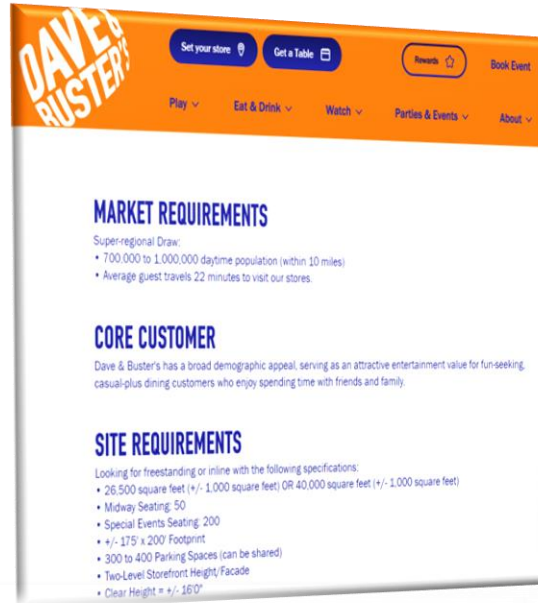 DAVE &
BUSTER'S
Set your store
Get a Table
Rewards
Book Event
Play
Eat & Drink
Watch
Parties & Events
About
MARKET REQUIREMENTS
Super-regional Draw:
• 700,000 to 1,000,000 daytime population (within 10 miles)
• Average guest travels 22 minutes to visit our stores.
CORE CUSTOMER
Dave & Buster's has a broad demographic appeal, serving as an attractive entertainment value for fun-seeking,
casual-plus dining customers who enjoy spending time with friends and family.
SITE REQUIREMENTS
Looking for freestanding or inline with the following specifications:
• 26,500 square feet (+/- 1,000 square feet) OR 40,000 square feet (+/- 1,000 square feet)
• Midway Seating: 50
• Special Events Seating: 200
• +/- 175' x 200' Footprint
• 300 to 400 Parking Spaces (can be shared)
• Two-Level Storefront Height/Facade
• Clear Height = +/- 16'0"